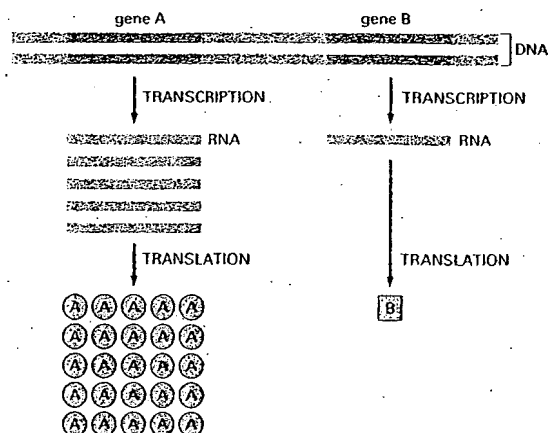 gene A gene B
DNA
TRANSCRIPTION TRANSCRIPTION
RNA RNA
TRANSLATION TRANSLATION
A A A A A B
A A A A A
A A A A A
A A A A A
A A A A A